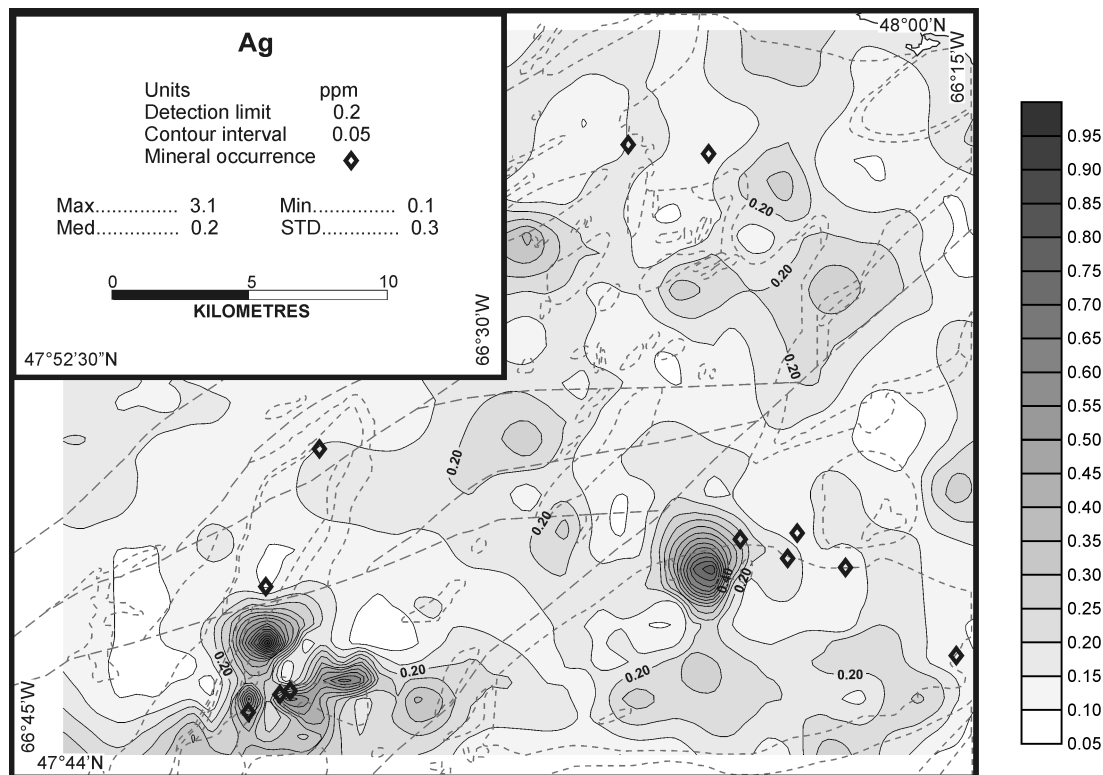 Ag
Units ppm
Detection limit 0.2
Contour interval 0.05
Mineral occurrence
Max............... 3.1 Min............... 0.1
Med............... 0.2 STD.............. 0.3
0 5 10
KILOMETRES
47°52'30"N
66°30'W
48°00'N
66°15'W
0.20
0.20
0.20
0.20
0.20
0.40
0.20
0.20
0.20
0.20
0.20
66°45'W
47°44'N
0.95
0.90
0.85
0.80
0.75
0.70
0.65
0.60
0.55
0.50
0.45
0.40
0.35
0.30
0.25
0.20
0.15
0.10
0.05